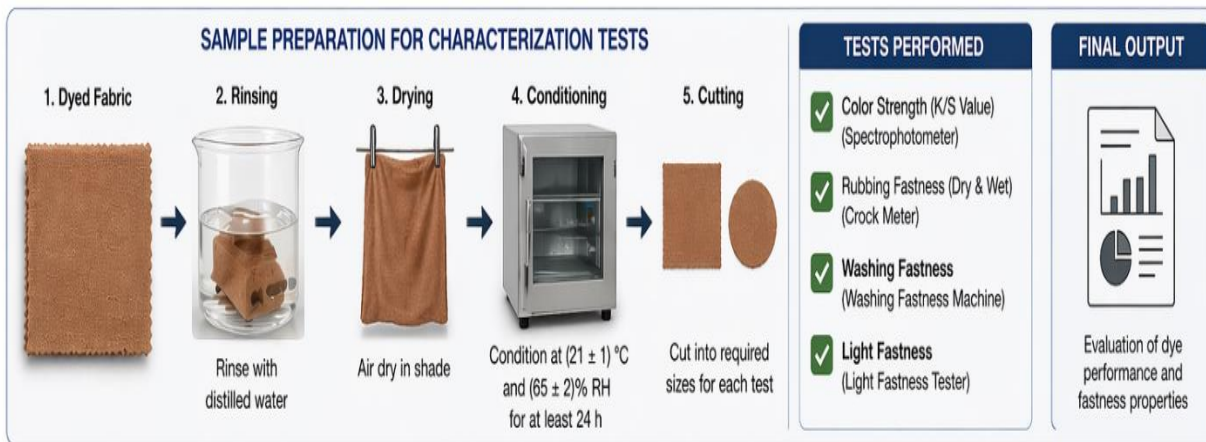 SAMPLE PREPARATION FOR CHARACTERIZATION TESTS
1. Dyed Fabric
2. Rinsing
Rinse with
distilled water
3. Drying
Air dry in shade
4. Conditioning
Condition at (21 ± 1) °C
and (65 ± 2)% RH
for at least 24 h
5. Cutting
Cut into required
sizes for each test
TESTS PERFORMED
Color Strength (K/S Value)
(Spectrophotometer)
Rubbing Fastness (Dry & Wet)
(Crock Meter)
Washing Fastness
(Washing Fastness Machine)
Light Fastness
(Light Fastness Tester)
FINAL OUTPUT
Evaluation of dye
performance and
fastness properties